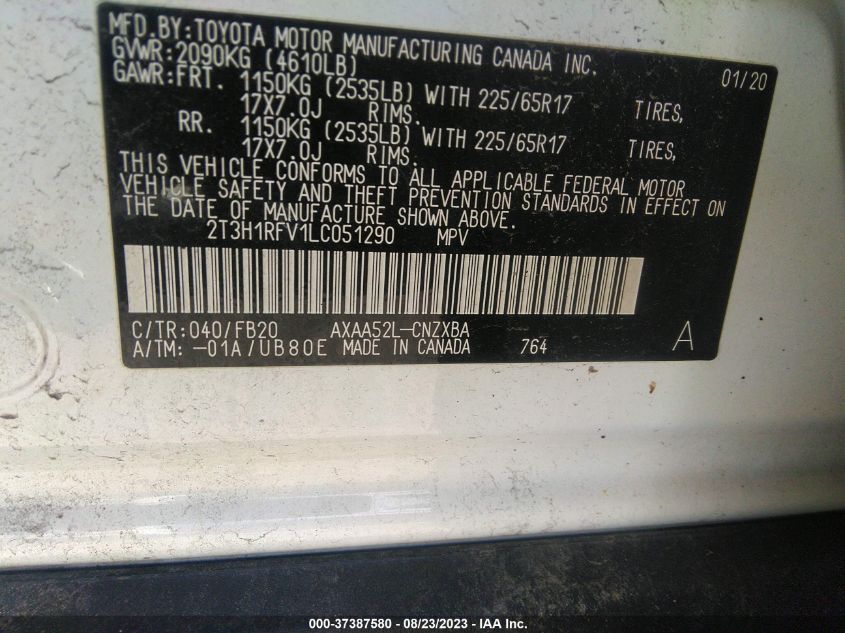 MFD.BY:TOYOTA MOTOR MANUFACTURING CANADA INC. 01/20
GVWR:2090KG (4610LB)
GAWR:FRT. 1150KG (2535LB) WITH 225/65R17 TIRES,
17X7.0J RIMS.
RR. 1150KG (2535LB) WITH 225/65R17 TIRES,
17X7.0J RIMS.
THIS VEHICLE CONFORMS TO ALL APPLICABLE FEDERAL MOTOR
VEHICLE SAFETY AND THEFT PREVENTION STANDARDS IN EFFECT ON
THE DATE OF MANUFACTURE SHOWN ABOVE.
2T3H1RFV1LC051290 MPV
C/TR:040/FB20 AXAA52L-CNZXBA
A/TM:-01A/UB80E MADE IN CANADA 764 A
000-37387580 - 08/23/2023 - IAA Inc.